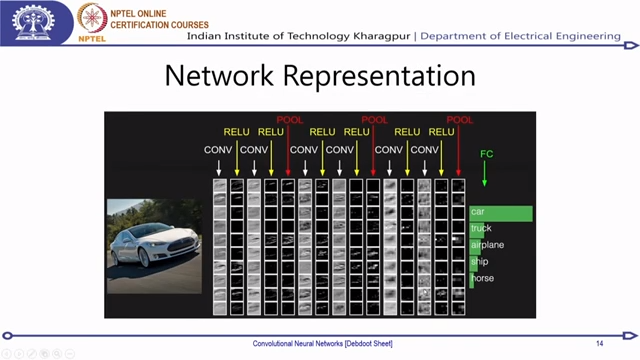 NPTEL ONLINE
CERTIFICATION COURSES
NPTEL
Indian Institute of Technology Kharagpur | Department of Electrical Engineering
Network Representation
POOL POOL POOL
RELU RELU RELU RELU RELU RELU
CONV CONV CONV CONV CONV CONV
FC
car
truck
airplane
ship
horse
Convolutional Neural Networks [Debdoot Sheet]
14